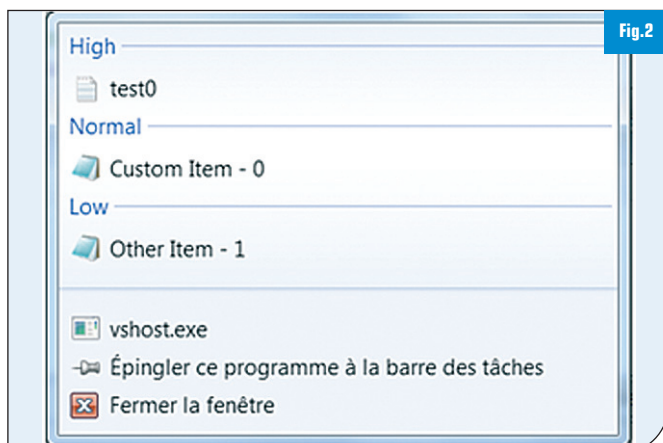 Fig.2
High
test0
Normal
Custom Item - 0
Low
Other Item - 1
vshost.exe
Épingler ce programme à la barre des tâches
Fermer la fenêtre